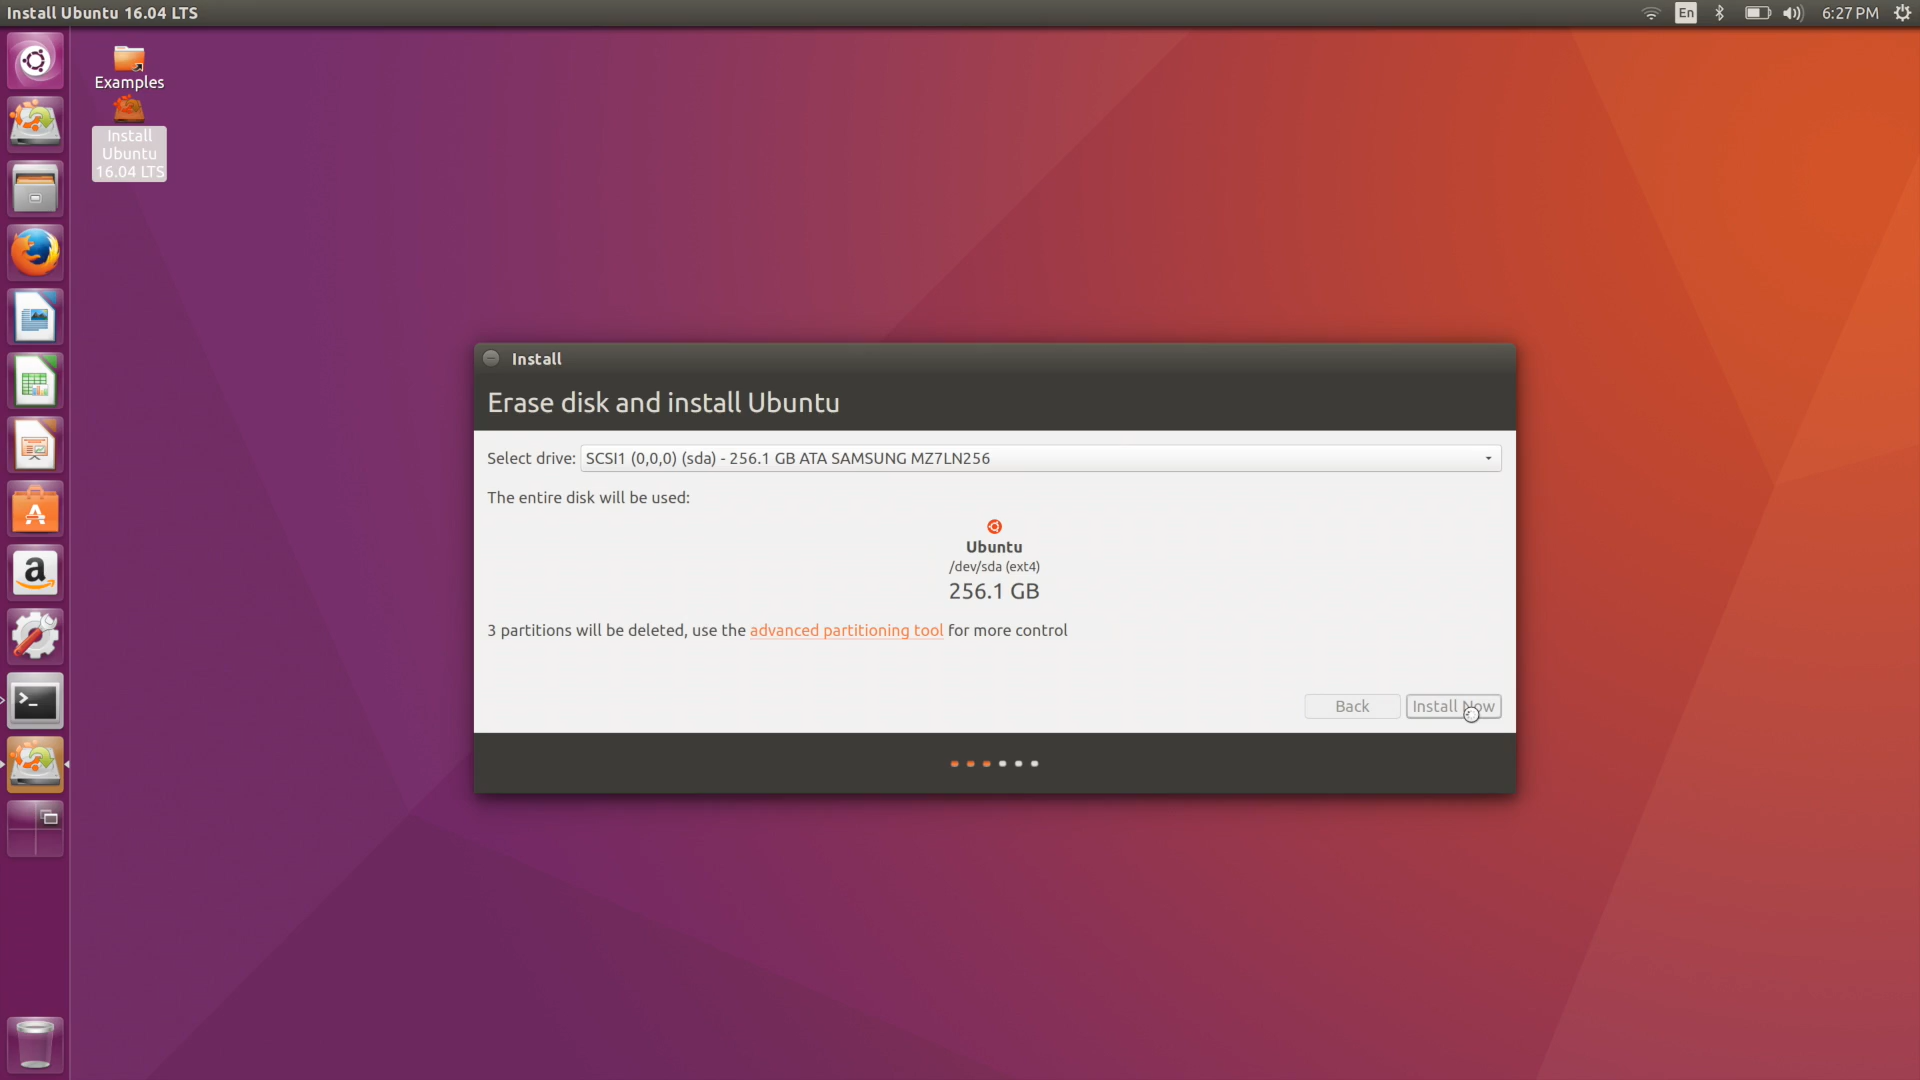 Install Ubuntu 16.04 LTS
En
6:27 PM
Examples
Install
Ubuntu
16.04 LTS
Install
Erase disk and install Ubuntu
Select drive: SCSI1 (0,0,0) (sda) - 256.1 GB ATA SAMSUNG MZ7LN256
The entire disk will be used:
Ubuntu
/dev/sda (ext4)
256.1 GB
3 partitions will be deleted, use the advanced partitioning tool for more control
Back
Install Now